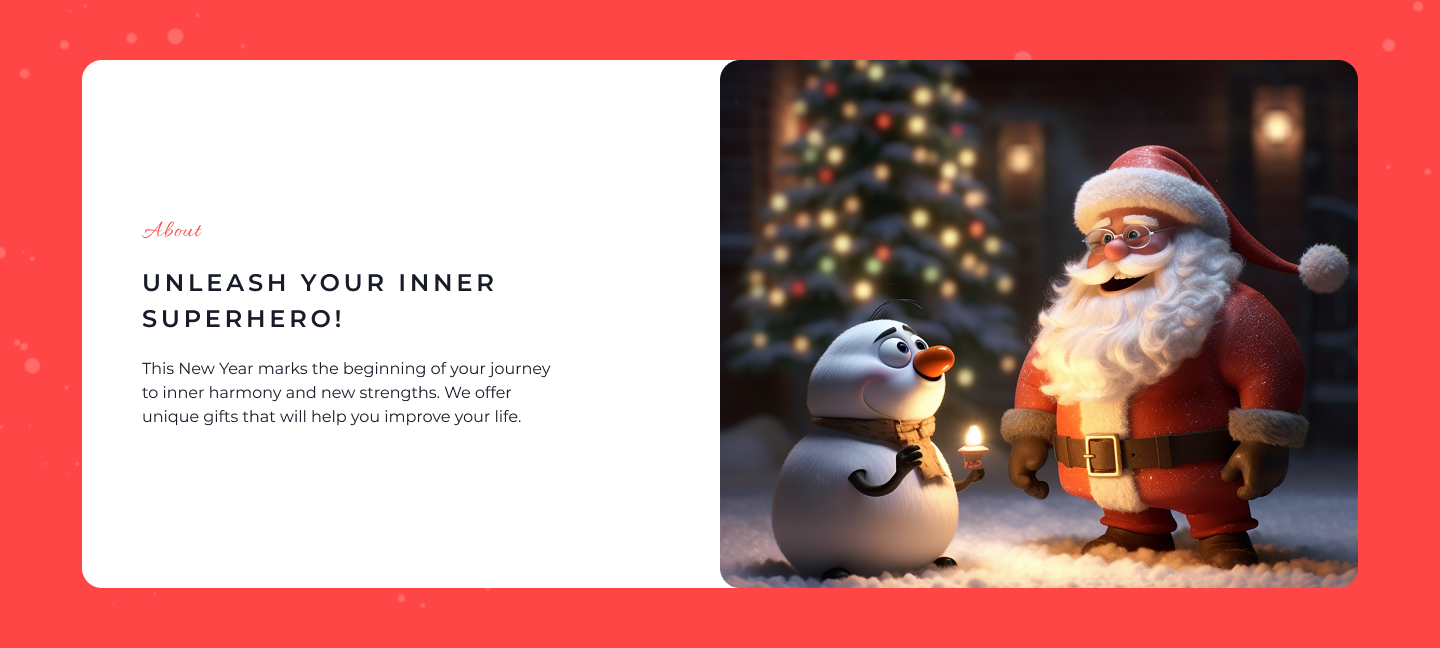 About
UNLEASH YOUR INNER
SUPERHERO!
This New Year marks the beginning of your journey
to inner harmony and new strengths. We offer
unique gifts that will help you improve your life.